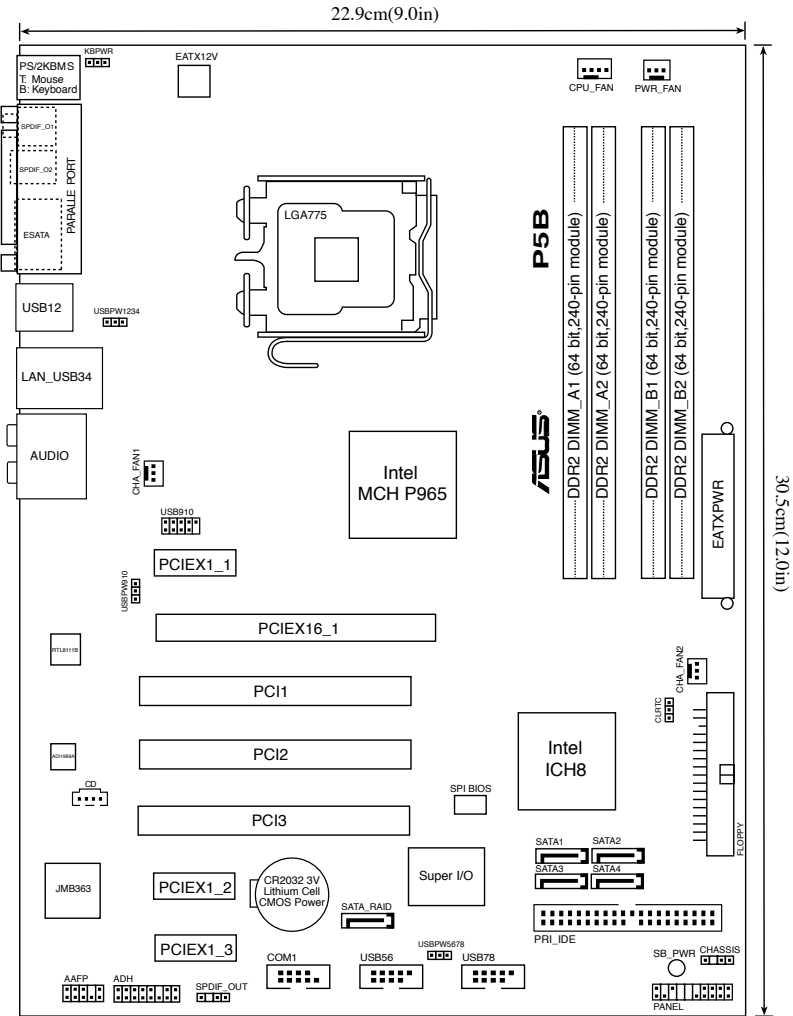 22.9cm(9.0in)
KBPWR
PS/2KBMS
T: Mouse
B: Keyboard
EATX12V
CPU_FAN
PWR_FAN
SPDIF_O1
SPDIF_O2
ESATA
PARALLE PORT
LGA775
P5B
DDR2 DIMM_A1 (64 bit,240-pin module)
DDR2 DIMM_A2 (64 bit,240-pin module)
DDR2 DIMM_B1 (64 bit,240-pin module)
DDR2 DIMM_B2 (64 bit,240-pin module)
USB12
USBPW1234
LAN_USB34
AUDIO
CHA_FAN1
Intel
MCH P965
ASUS®
EATXPWR
30.5cm(12.0in)
USB910
PCIEX1_1
USBPW910
PCIEX16_1
RTL8111B
CHA_FAN2
PCI1
CLRTC
Intel
ICH8
ADI1988A
PCI2
CD
SPI BIOS
PCI3
FLOPPY
SATA1
SATA2
SATA3
SATA4
JMB363
PCIEX1_2
CR2032 3V
Lithium Cell
CMOS Power
Super I/O
SATA_RAID
PRI_IDE
PCIEX1_3
COM1
USB56
USBPW5678
USB78
SB_PWR
CHASSIS
AAFP
ADH
SPDIF_OUT
PANEL